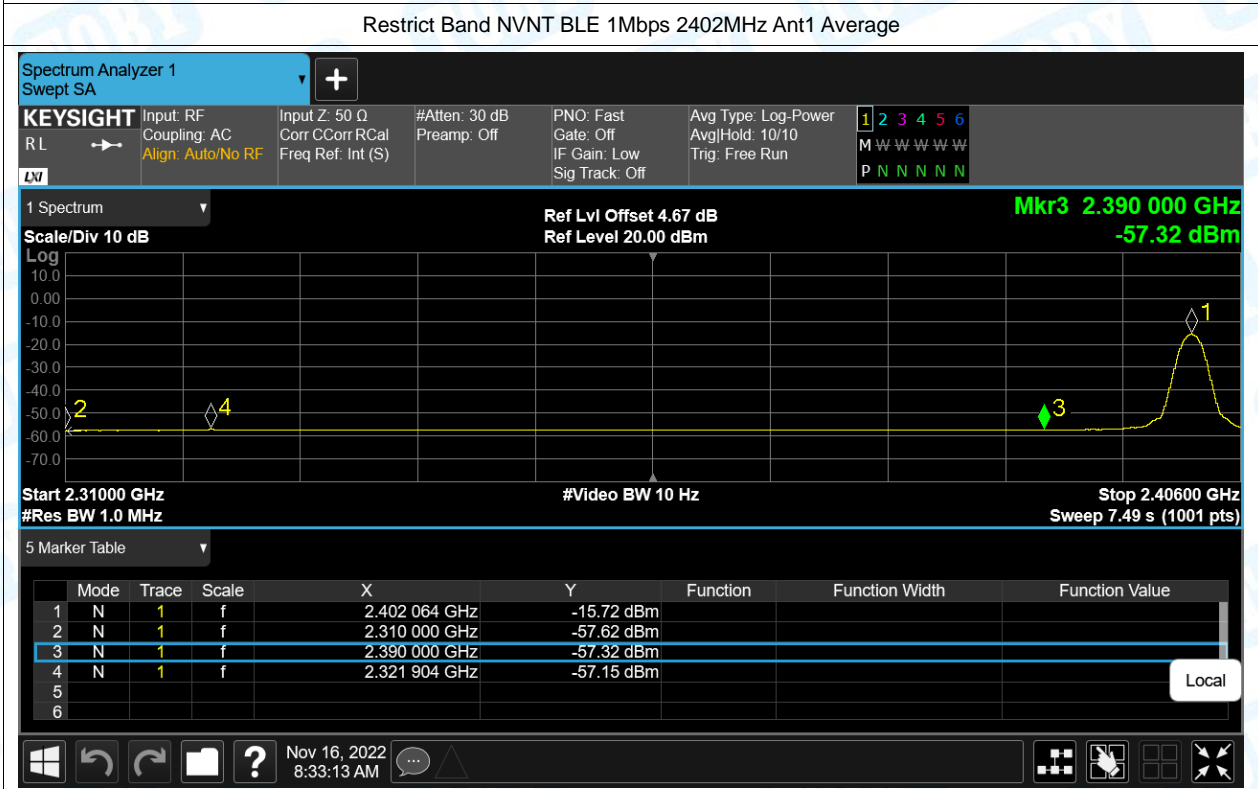 Restrict Band NVNT BLE 1Mbps 2402MHz Ant1 Average
Spectrum Analyzer 1
Swept SA
KEYSIGHT
RL
LXI
Input: RF
Coupling: AC
Align: Auto/No RF
Input Z: 50 Ω
Corr CCorr RCal
Freq Ref: Int (S)
#Atten: 30 dB
Preamp: Off
PNO: Fast
Gate: Off
IF Gain: Low
Sig Track: Off
Avg Type: Log-Power
Avg|Hold: 10/10
Trig: Free Run
1 2 3 4 5 6
M W W W W W
P N N N N N
1 Spectrum
Scale/Div 10 dB
Ref Lvl Offset 4.67 dB
Ref Level 20.00 dBm
Mkr3 2.390 000 GHz
-57.32 dBm
Log
10.0
0.00
-10.0
-20.0
-30.0
-40.0
-50.0
-60.0
-70.0
2
4
3
1
Start 2.31000 GHz
#Res BW 1.0 MHz
#Video BW 10 Hz
Stop 2.40600 GHz
Sweep 7.49 s (1001 pts)
5 Marker Table
Mode Trace Scale X Y Function Function Width Function Value
1 N 1 f 2.402 064 GHz -15.72 dBm
2 N 1 f 2.310 000 GHz -57.62 dBm
3 N 1 f 2.390 000 GHz -57.32 dBm
4 N 1 f 2.321 904 GHz -57.15 dBm
5
6
Local
?
Nov 16, 2022
8:33:13 AM